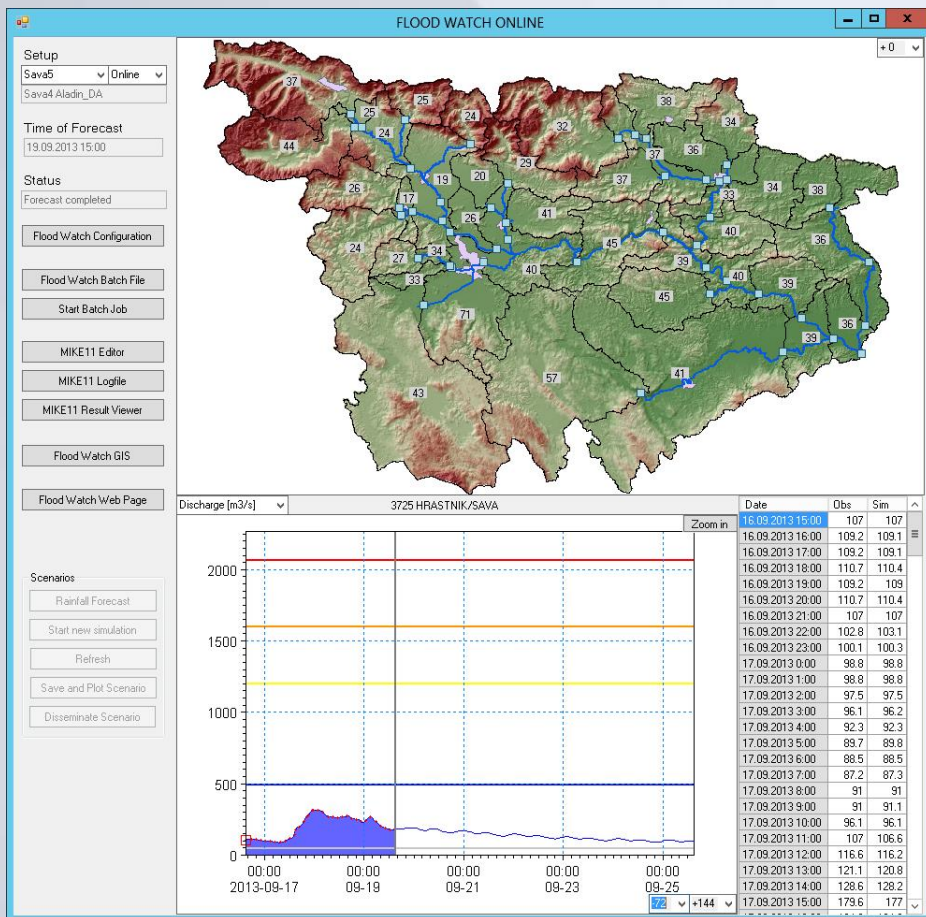 FLOOD WATCH ONLINE
Setup
Sava5 Online
Sava4 Aladin_DA
Time of Forecast
19.09.2013 15:00
Status
Forecast completed
Flood Watch Configuration
Flood Watch Batch File
Start Batch Job
MIKE11 Editor
MIKE11 Logfile
MIKE11 Result Viewer
Flood Watch GIS
Flood Watch Web Page
Scenarios
Rainfall Forecast
Start new simulation
Refresh
Save and Plot Scenario
Disseminate Scenario
+ 0
37
25
25
38
24
24
34
32
44
36
37
29
34
19
20
37
26
38
33
17
41
26
40
36
45
24
34
27
39
40
40
39
33
45
71
36
39
41
57
43
Discharge [m3/s]
3725 HRASTNIK/SAVA
Zoom in
2000
1500
1000
500
0
00:00 00:00 00:00 00:00 00:00
2013-09-17 09-19 09-21 09-23 09-25
-72 +144
Date Obs Sim
16.09.2013 15:00 107 107
16.09.2013 16:00 109.2 109.1
16.09.2013 17:00 109.2 109.1
16.09.2013 18:00 110.7 110.4
16.09.2013 19:00 109.2 109
16.09.2013 20:00 110.7 110.4
16.09.2013 21:00 107 107
16.09.2013 22:00 102.8 103.1
16.09.2013 23:00 100.1 100.3
17.09.2013 0:00 98.8 98.8
17.09.2013 1:00 98.8 98.8
17.09.2013 2:00 97.5 97.5
17.09.2013 3:00 96.1 96.2
17.09.2013 4:00 92.3 92.3
17.09.2013 5:00 89.7 89.8
17.09.2013 6:00 88.5 88.5
17.09.2013 7:00 87.2 87.3
17.09.2013 8:00 91 91
17.09.2013 9:00 91 91.1
17.09.2013 10:00 96.1 96.1
17.09.2013 11:00 107 106.6
17.09.2013 12:00 116.6 116.2
17.09.2013 13:00 121.1 120.8
17.09.2013 14:00 128.6 128.2
17.09.2013 15:00 179.6 177